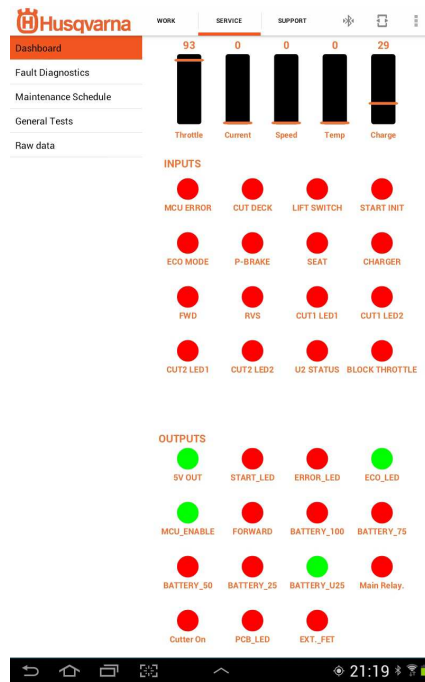 Husqvarna
WORK SERVICE SUPPORT
Dashboard
Fault Diagnostics
Maintenance Schedule
General Tests
Raw data
93 0 0 0 29
Throttle Current Speed Temp Charge
INPUTS
MCU ERROR CUT DECK LIFT SWITCH START INIT
ECO MODE P-BRAKE SEAT CHARGER
FWD RVS CUT1 LED1 CUT1 LED2
CUT2 LED1 CUT2 LED2 U2 STATUS BLOCK THROTTLE
OUTPUTS
5V OUT START_LED ERROR_LED ECO_LED
MCU_ENABLE FORWARD BATTERY_100 BATTERY_75
BATTERY_50 BATTERY_25 BATTERY_U25 Main Relay.
Cutter On PCB_LED EXT._FET
21:19